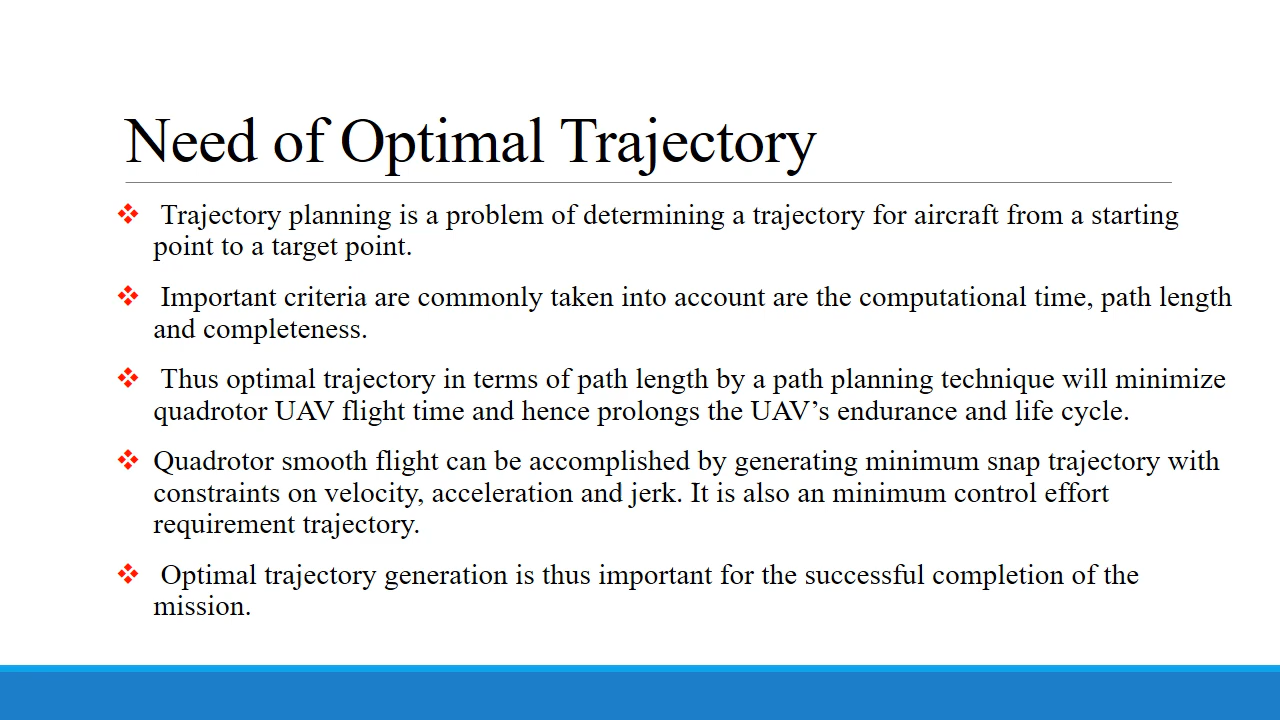 Need of Optimal Trajectory
❖ Trajectory planning is a problem of determining a trajectory for aircraft from a starting
point to a target point.
❖ Important criteria are commonly taken into account are the computational time, path length
and completeness.
❖ Thus optimal trajectory in terms of path length by a path planning technique will minimize
quadrotor UAV flight time and hence prolongs the UAV’s endurance and life cycle.
❖ Quadrotor smooth flight can be accomplished by generating minimum snap trajectory with
constraints on velocity, acceleration and jerk. It is also an minimum control effort
requirement trajectory.
❖ Optimal trajectory generation is thus important for the successful completion of the
mission.